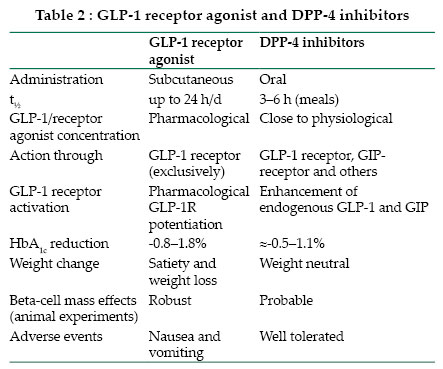 Table 2 : GLP-1 receptor agonist and DPP-4 inhibitors
GLP-1 receptor agonist DPP-4 inhibitors
Administration Subcutaneous Oral
t½ up to 24 h/d 3–6 h (meals)
GLP-1/receptor agonist concentration Pharmacological Close to physiological
Action through GLP-1 receptor (exclusively) GLP-1 receptor, GIP-receptor and others
GLP-1 receptor activation Pharmacological GLP-1R potentiation Enhancement of endogenous GLP-1 and GIP
HbA1c reduction -0.8–1.8% ≈-0.5–1.1%
Weight change Satiety and weight loss Weight neutral
Beta-cell mass effects (animal experiments) Robust Probable
Adverse events Nausea and vomiting Well tolerated